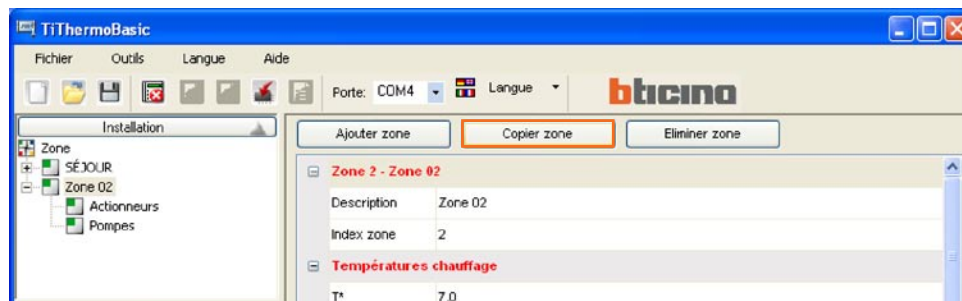 TiThermoBasic
Fichier Outils Langue Aide
Porte: COM4 Langue bticino
Installation
Ajouter zone Copier zone Eliminer zone
Zone
SÉJOUR
Zone 02
Actionneurs
Pompes
Zone 2 - Zone 02
Description Zone 02
Index zone 2
Températures chauffage
T* 7.0